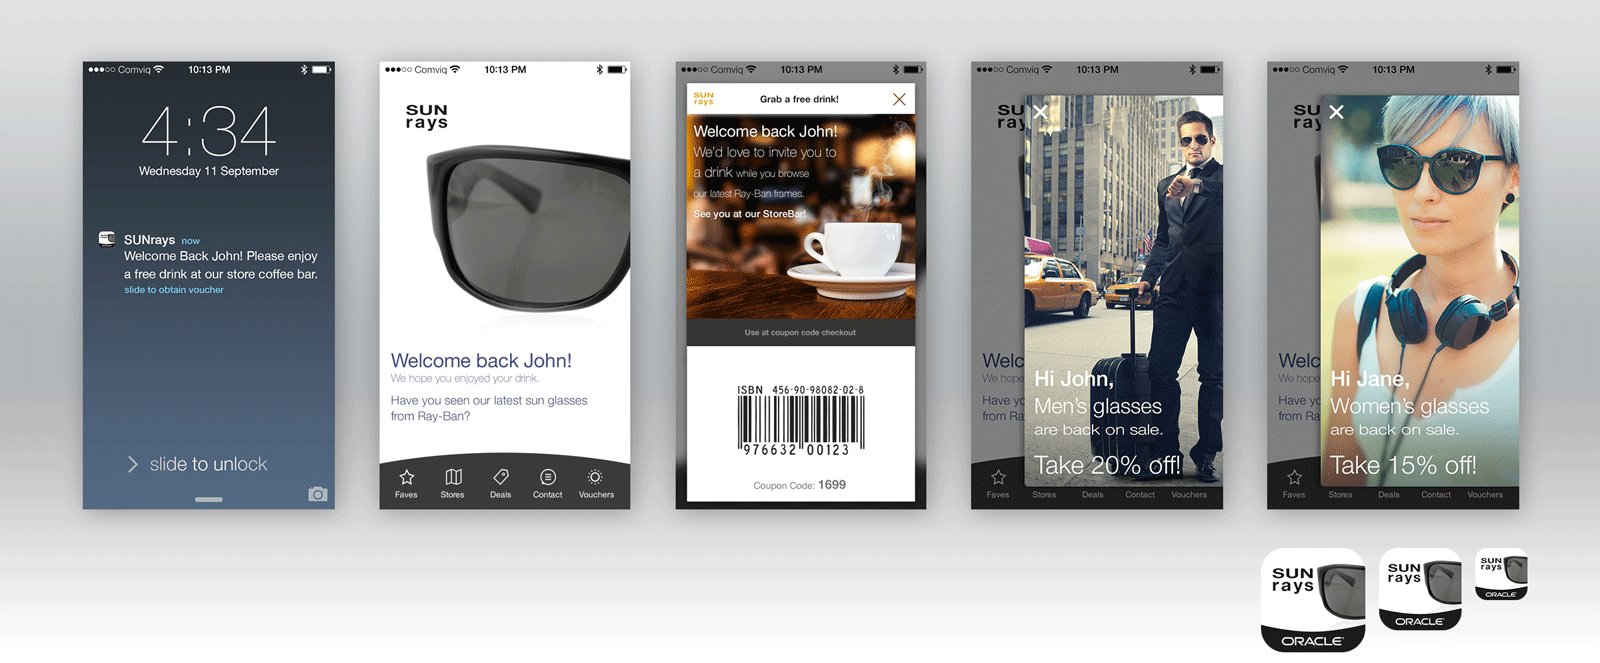 Comviq
10:13 PM
4:34
Wednesday 11 September
SUNrays now
Welcome Back John! Please enjoy
a free drink at our store coffee bar.
slide to obtain voucher
slide to unlock
Comviq
10:13 PM
SUN
rays
Welcome back John!
We hope you enjoyed your drink.
Have you seen our latest sun glasses
from Ray-Ban?
Faves
Stores
Deals
Contact
Vouchers
Comviq
10:13 PM
SUN
rays
Grab a free drink!
Welcome back John!
We'd love to invite you to
a drink while you browse
our latest Ray-Ban frames.
See you at our StoreBar!
Use at coupon code checkout
ISBN 456-90-98082-02-8
976632 00123
Coupon Code: 1699
Comviq
10:13 PM
SUN
ray
Welc
We hope
Have yo
from Ra
Hi John,
Men's glasses
are back on sale.
Take 20% off!
Faves
Stores
Deals
Contact
Vouchers
Comviq
10:13 PM
SUN
ray
Welc
We hope
Have yo
from Ra
Hi Jane,
Women's glasses
are back on sale.
Take 15% off!
Faves
Stores
Deals
Contact
Vouchers
SUN
rays
ORACLE
SUN
rays
ORACLE
SUN
rays
ORACLE